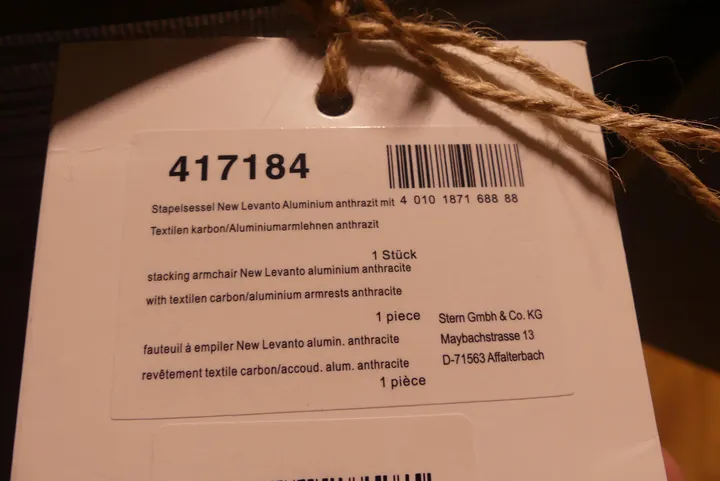 417184
4 010 1871 688 88
Stapelsessel New Levanto Aluminium anthrazit mit
Textilen karbon/Aluminiumarmlehnen anthrazit
1 Stück
stacking armchair New Levanto aluminium anthracite
with textilen carbon/aluminium armrests anthracite
1 piece
fauteuil à empiler New Levanto alumin. anthracite
revêtement textile carbon/accoud. alum. anthracite
1 pièce
Stern Gmbh & Co. KG
Maybachstrasse 13
D-71563 Affalterbach